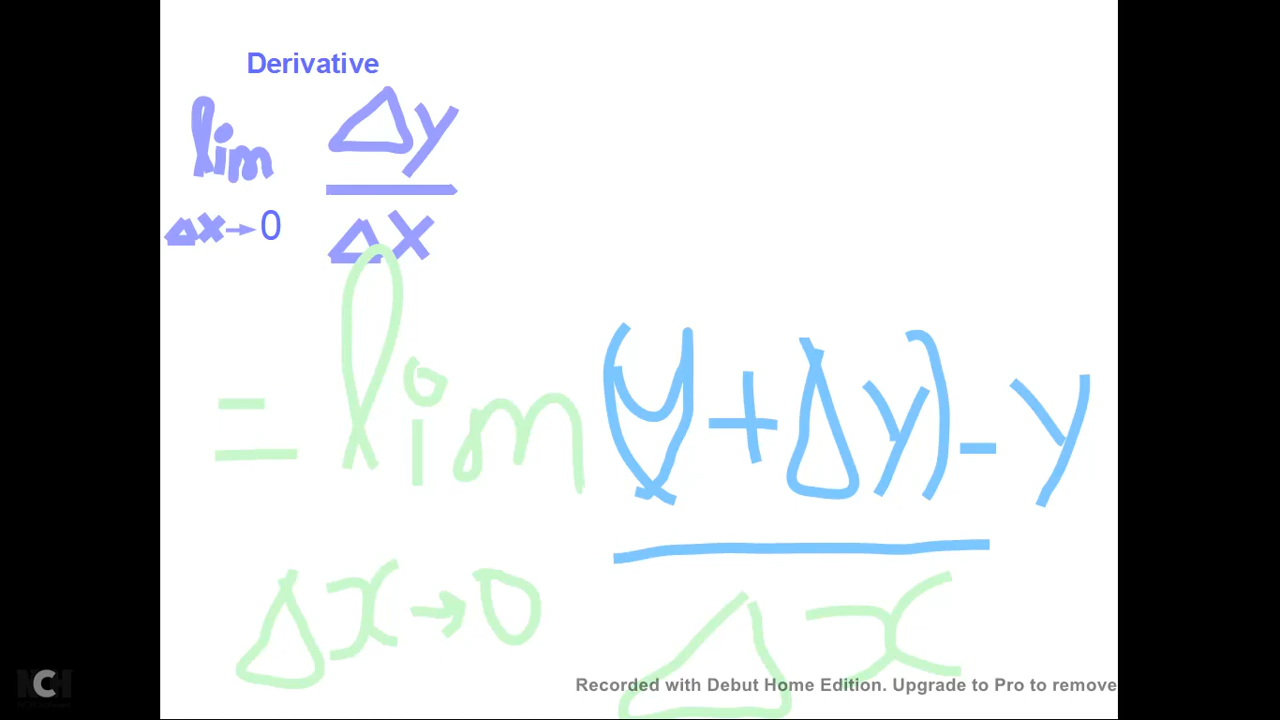 Derivative
lim Δy
Δx→0 Δx
= lim (y+Δy)-y
Δx→0 Δx
Recorded with Debut Home Edition. Upgrade to Pro to remove
NCH